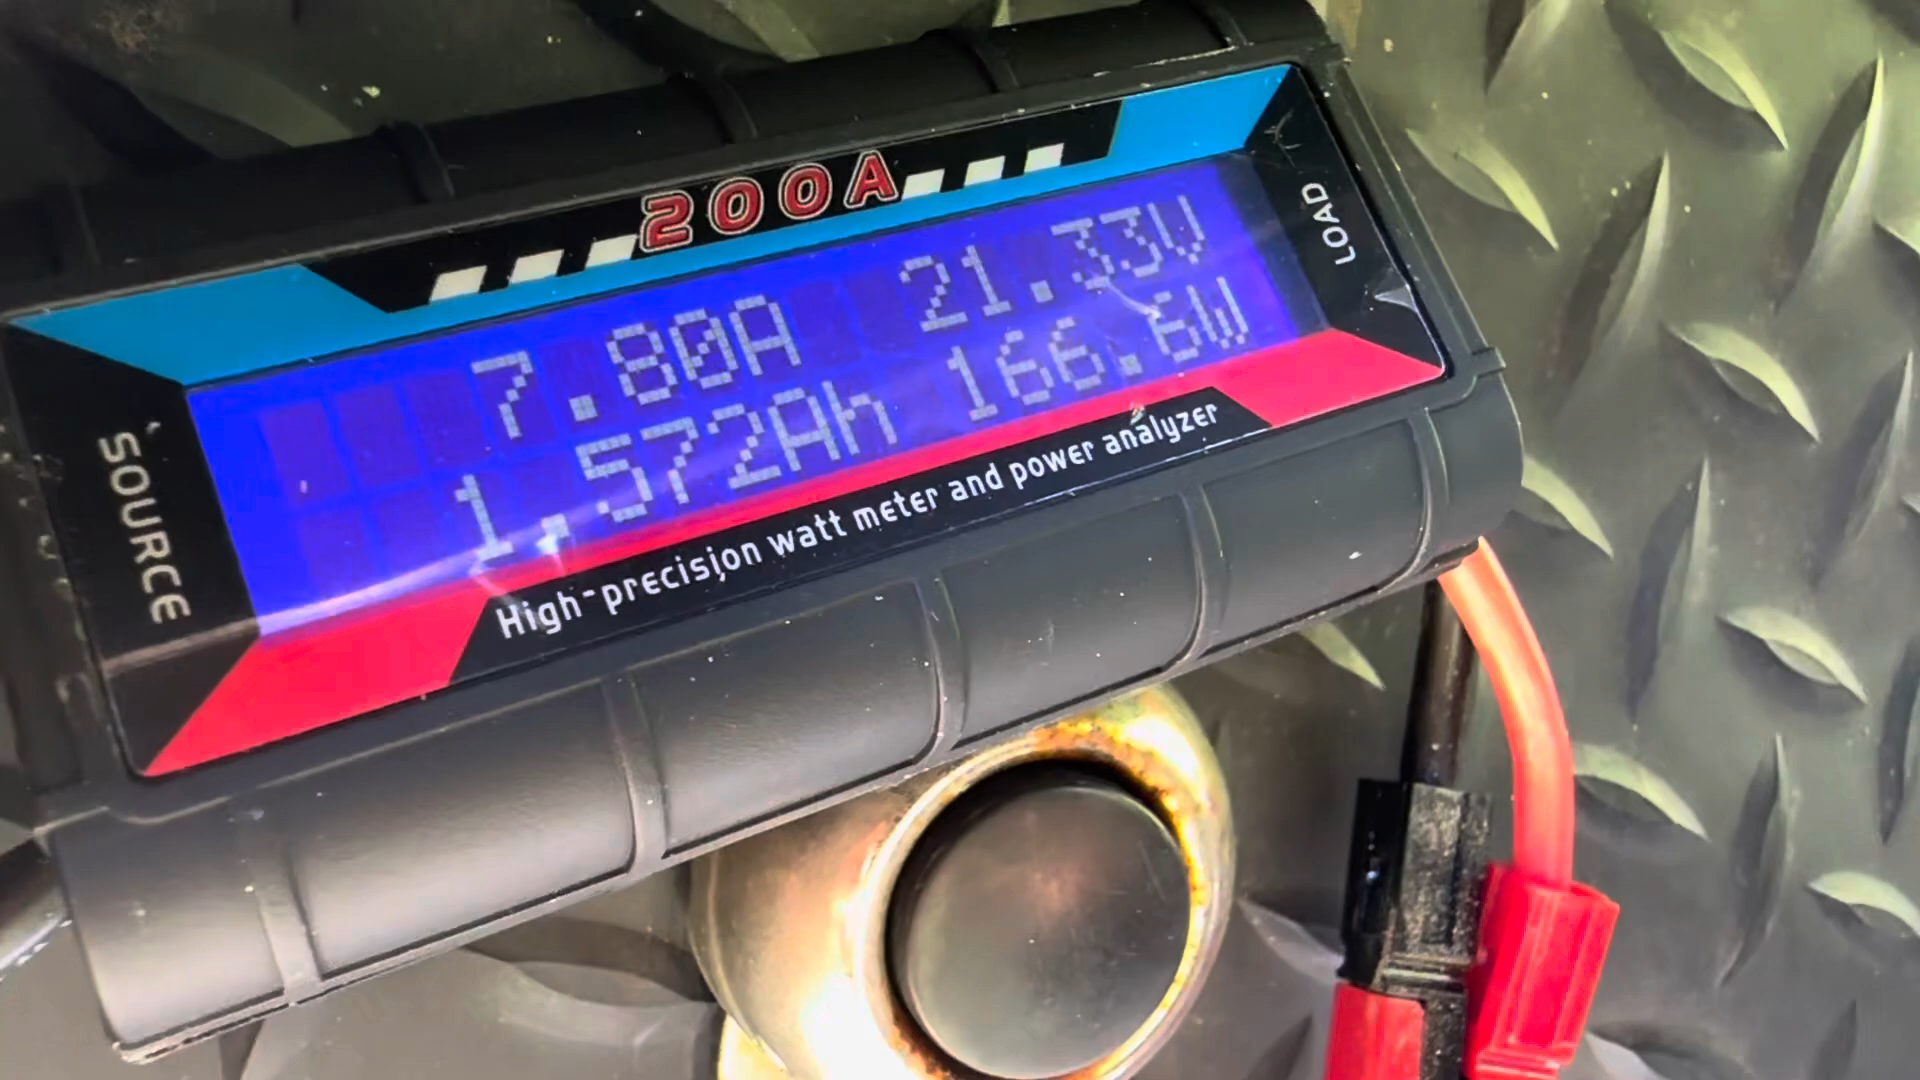 200A
SOURCE
7.80A 21.33V
1.572Ah 166.6W
LOAD
High-precision watt meter and power analyzer